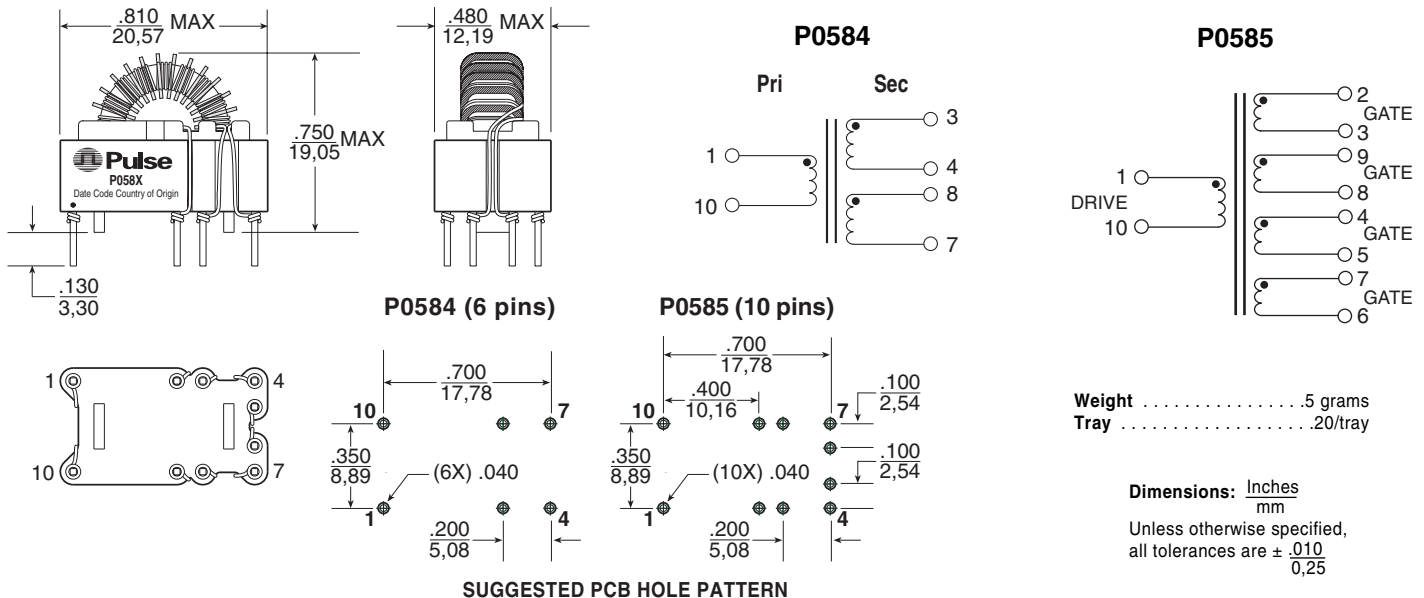 .810
20,57
MAX
.480
12,19
MAX
.750
19,05
MAX
Pulse
P058X
Date Code Country of Origin
.130
3,30
P0584
Pri
Sec
1
10
3
4
8
7
P0585
1
DRIVE
10
2
GATE
3
9
GATE
8
4
GATE
5
7
GATE
6
1
4
10
7
P0584 (6 pins)
.700
17,78
10
7
.350
8,89
(6X) .040
1
4
.200
5,08
P0585 (10 pins)
.700
17,78
.400
10,16
.100
2,54
10
7
.350
8,89
(10X) .040
.100
2,54
1
4
.200
5,08
SUGGESTED PCB HOLE PATTERN
Weight . . . . . . . . . . . . . . . .5 grams
Tray . . . . . . . . . . . . . . . . . . .20/tray
Dimensions: Inches
mm
Unless otherwise specified,
all tolerances are ± .010
0,25